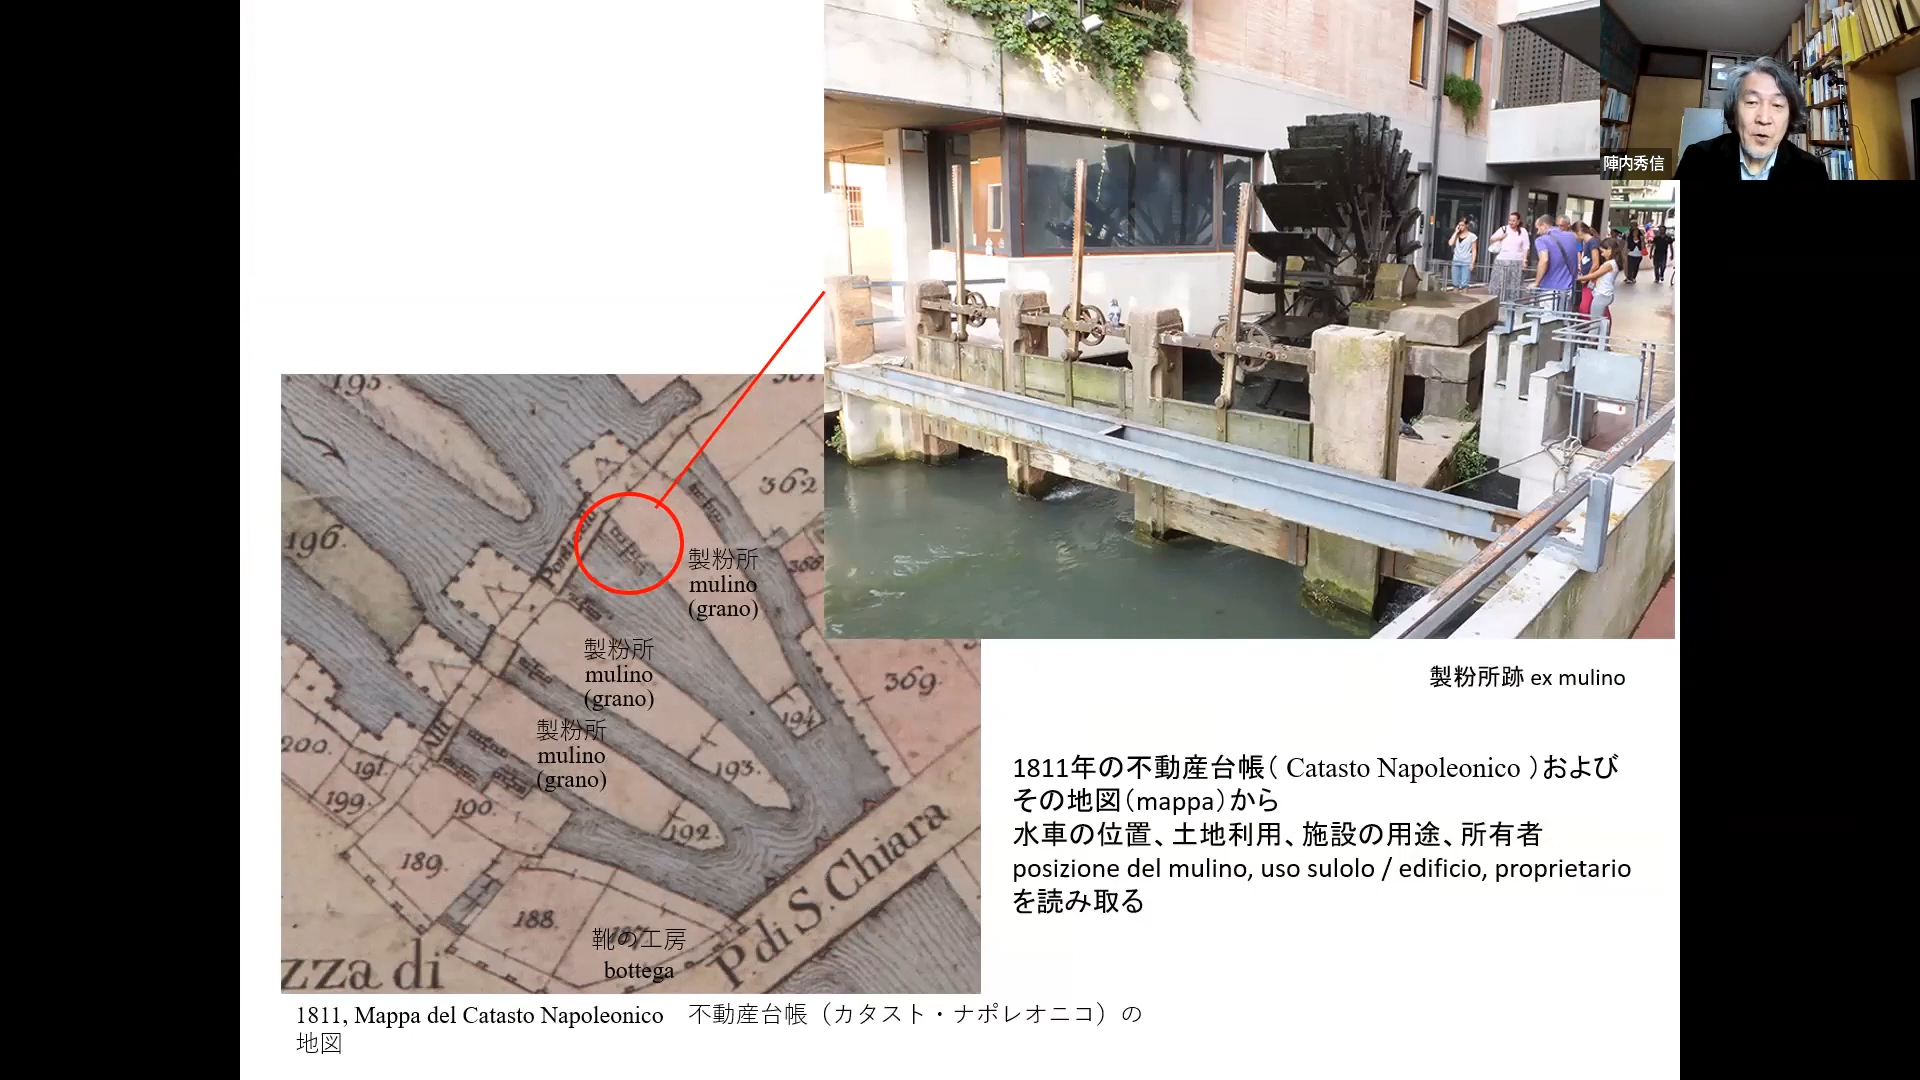 陣内秀信
195.
196.
362
366
369.
製粉所
mulino
(grano)
製粉所
mulino
(grano)
製粉所
mulino
(grano)
194
193.
192.
200.
191.
199.
190.
189.
188.
P. di S. Chiara
zza di
靴の工房
bottega
製粉所跡 ex mulino
1811年の不動産台帳（ Catasto Napoleonico ）および
その地図（mappa）から
水車の位置、土地利用、施設の用途、所有者
posizione del mulino, uso sulolo / edificio, proprietario
を読み取る
1811, Mappa del Catasto Napoleonico　不動産台帳（カタスト・ナポレオニコ）の
地図